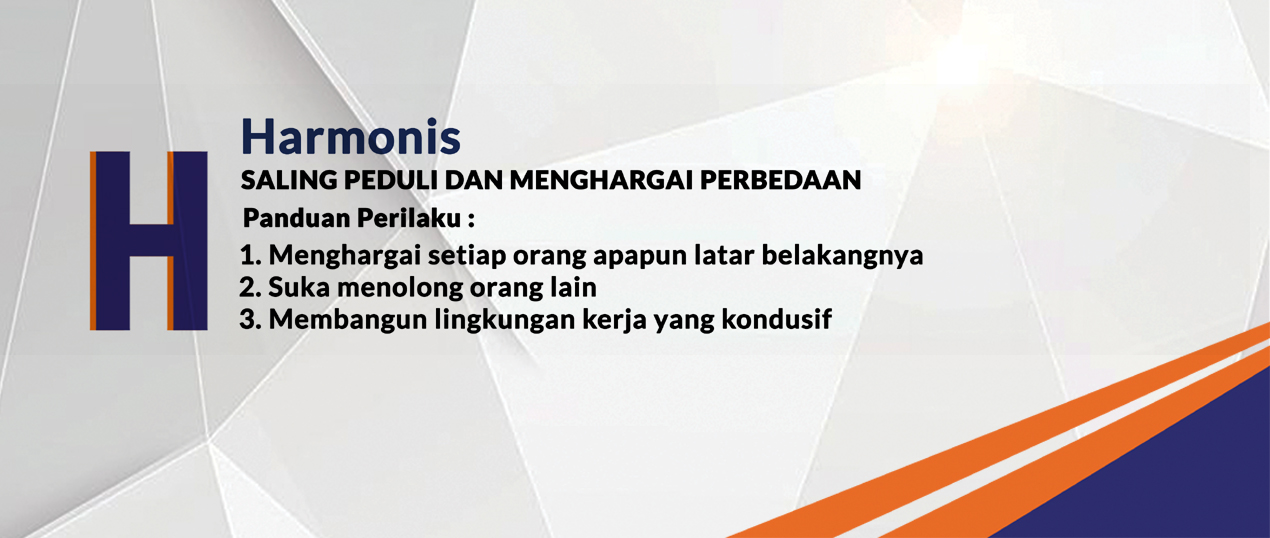 H
Harmonis
SALING PEDULI DAN MENGHARGAI PERBEDAAN
Panduan Perilaku :
1. Menghargai setiap orang apapun latar belakangnya
2. Suka menolong orang lain
3. Membangun lingkungan kerja yang kondusif